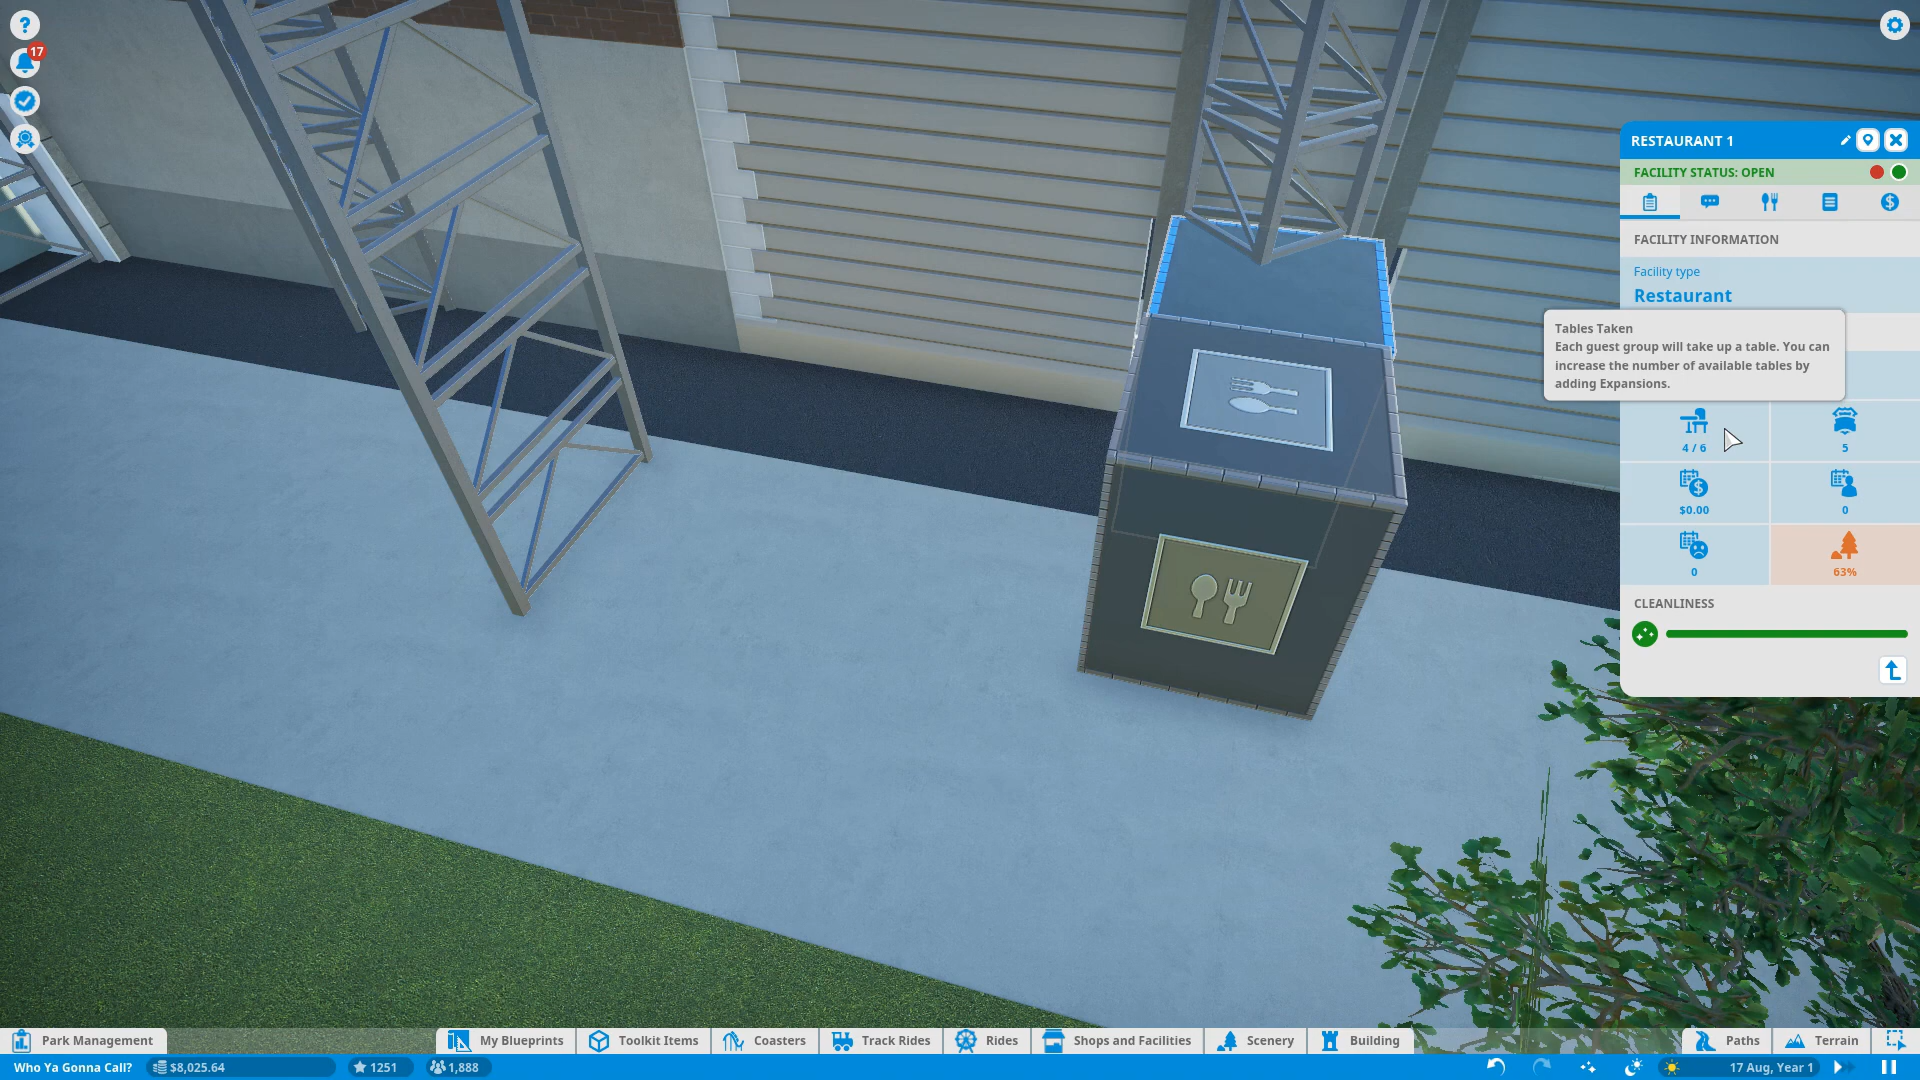 17
RESTAURANT 1
FACILITY STATUS: OPEN
FACILITY INFORMATION
Facility type
Restaurant
Tables Taken
Each guest group will take up a table. You can
increase the number of available tables by
adding Expansions.
4 / 6
5
$0.00
0
0
63%
CLEANLINESS
Park Management
My Blueprints
Toolkit Items
Coasters
Track Rides
Rides
Shops and Facilities
Scenery
Building
Paths
Terrain
Who Ya Gonna Call?
$8,025.64
1251
1,888
17 Aug, Year 1